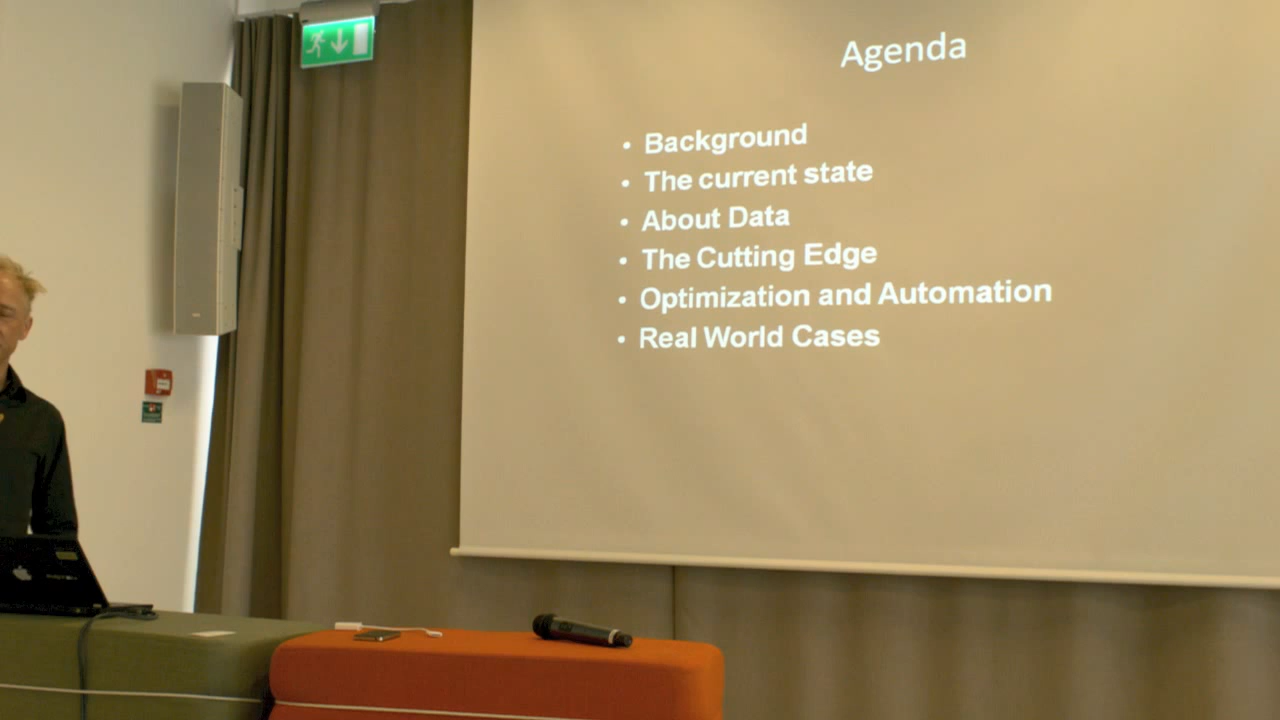 Agenda
• Background
• The current state
• About Data
• The Cutting Edge
• Optimization and Automation
• Real World Cases